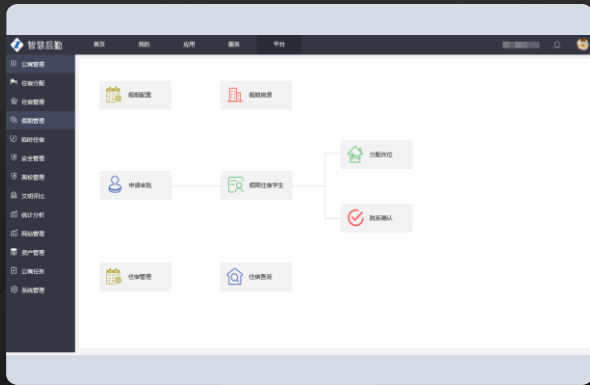 智慧后勤
首页 我的 应用 服务 平台
公寓管理
住宿分配
住宿管理
假期管理
临时住宿
安全管理
离校管理
文明评比
统计分析
网站管理
资产管理
公寓任务
系统管理
假期配置 假期房源
申请审批 假期住宿学生 分配床位
院系确认
住宿管理 住宿查询